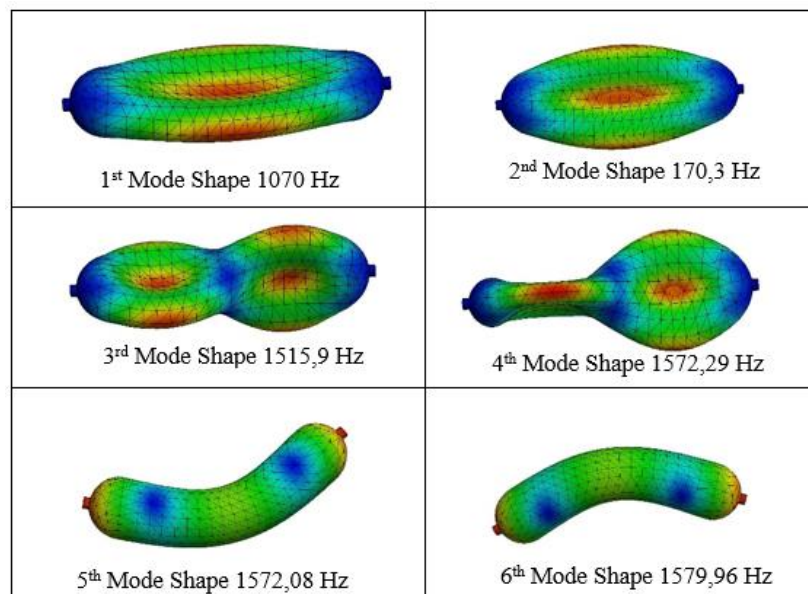 1st Mode Shape 1070 Hz
2nd Mode Shape 170,3 Hz
3rd Mode Shape 1515,9 Hz
4th Mode Shape 1572,29 Hz
5th Mode Shape 1572,08 Hz
6th Mode Shape 1579,96 Hz